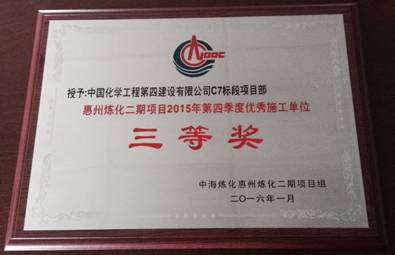 CNOOC
授予:中国化学工程第四建设有限公司C7标段项目部
惠州炼化二期项目2015年第四季度优秀施工单位
三等奖
中海炼化惠州炼化二期项目组
二〇一六年一月